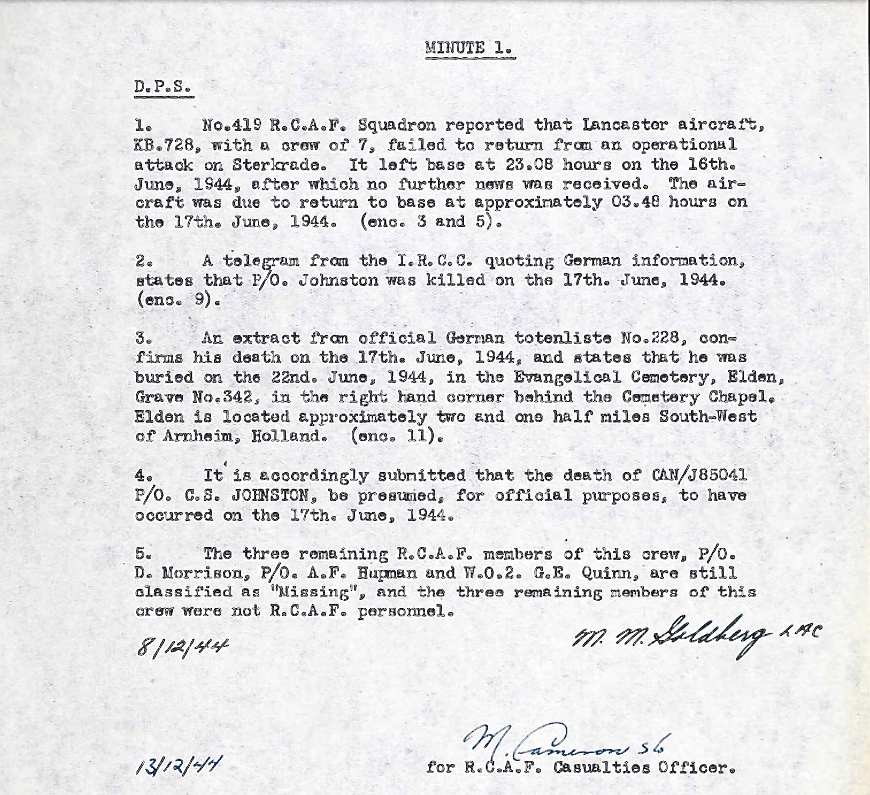 MINUTE 1.
D.P.S.
1. No.419 R.C.A.F. Squadron reported that Lancaster aircraft,
KB.728, with a crew of 7, failed to return from an operational
attack on Sterkrade. It left base at 23.08 hours on the 16th.
June, 1944, after which no further news was received. The air-
craft was due to return to base at approximately 03.48 hours on
the 17th. June, 1944. (enc. 3 and 5).
2. A telegram from the I.R.C.C. quoting German information,
states that P/O. Johnston was killed on the 17th. June, 1944.
(enc. 9).
3. An extract from official German totenliste No.228, con-
firms his death on the 17th. June, 1944, and states that he was
buried on the 22nd. June, 1944, in the Evangelical Cemetery, Elden,
Grave No.342, in the right hand corner behind the Cemetery Chapel.
Elden is located approximately two and one half miles South-West
of Arnheim, Holland. (enc. 11).
4. It is accordingly submitted that the death of CAN/J85041
P/O. C.S. JOHNSTON, be presumed, for official purposes, to have
occurred on the 17th. June, 1944.
5. The three remaining R.C.A.F. members of this crew, P/O.
D. Morrison, P/O. A.F. Hupman and W.O.2. G.E. Quinn, are still
classified as "Missing", and the three remaining members of this
crew were not R.C.A.F. personnel.
8/12/44 M. M. Goldberg LAC
M. Cameron S/O
13/12/44 for R.C.A.F. Casualties Officer.